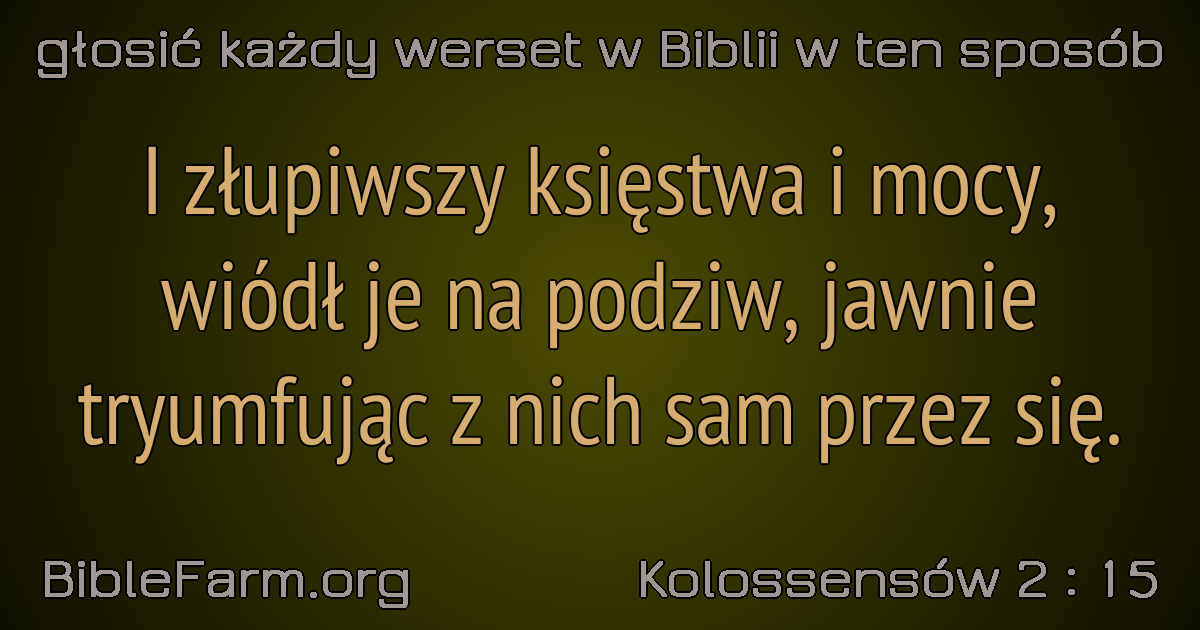 głosić każdy werset w Biblii w ten sposób
I złupiwszy księstwa i mocy,
wiódł je na podziw, jawnie
tryumfując z nich sam przez się.
BibleFarm.org
Kolossensów 2 : 15